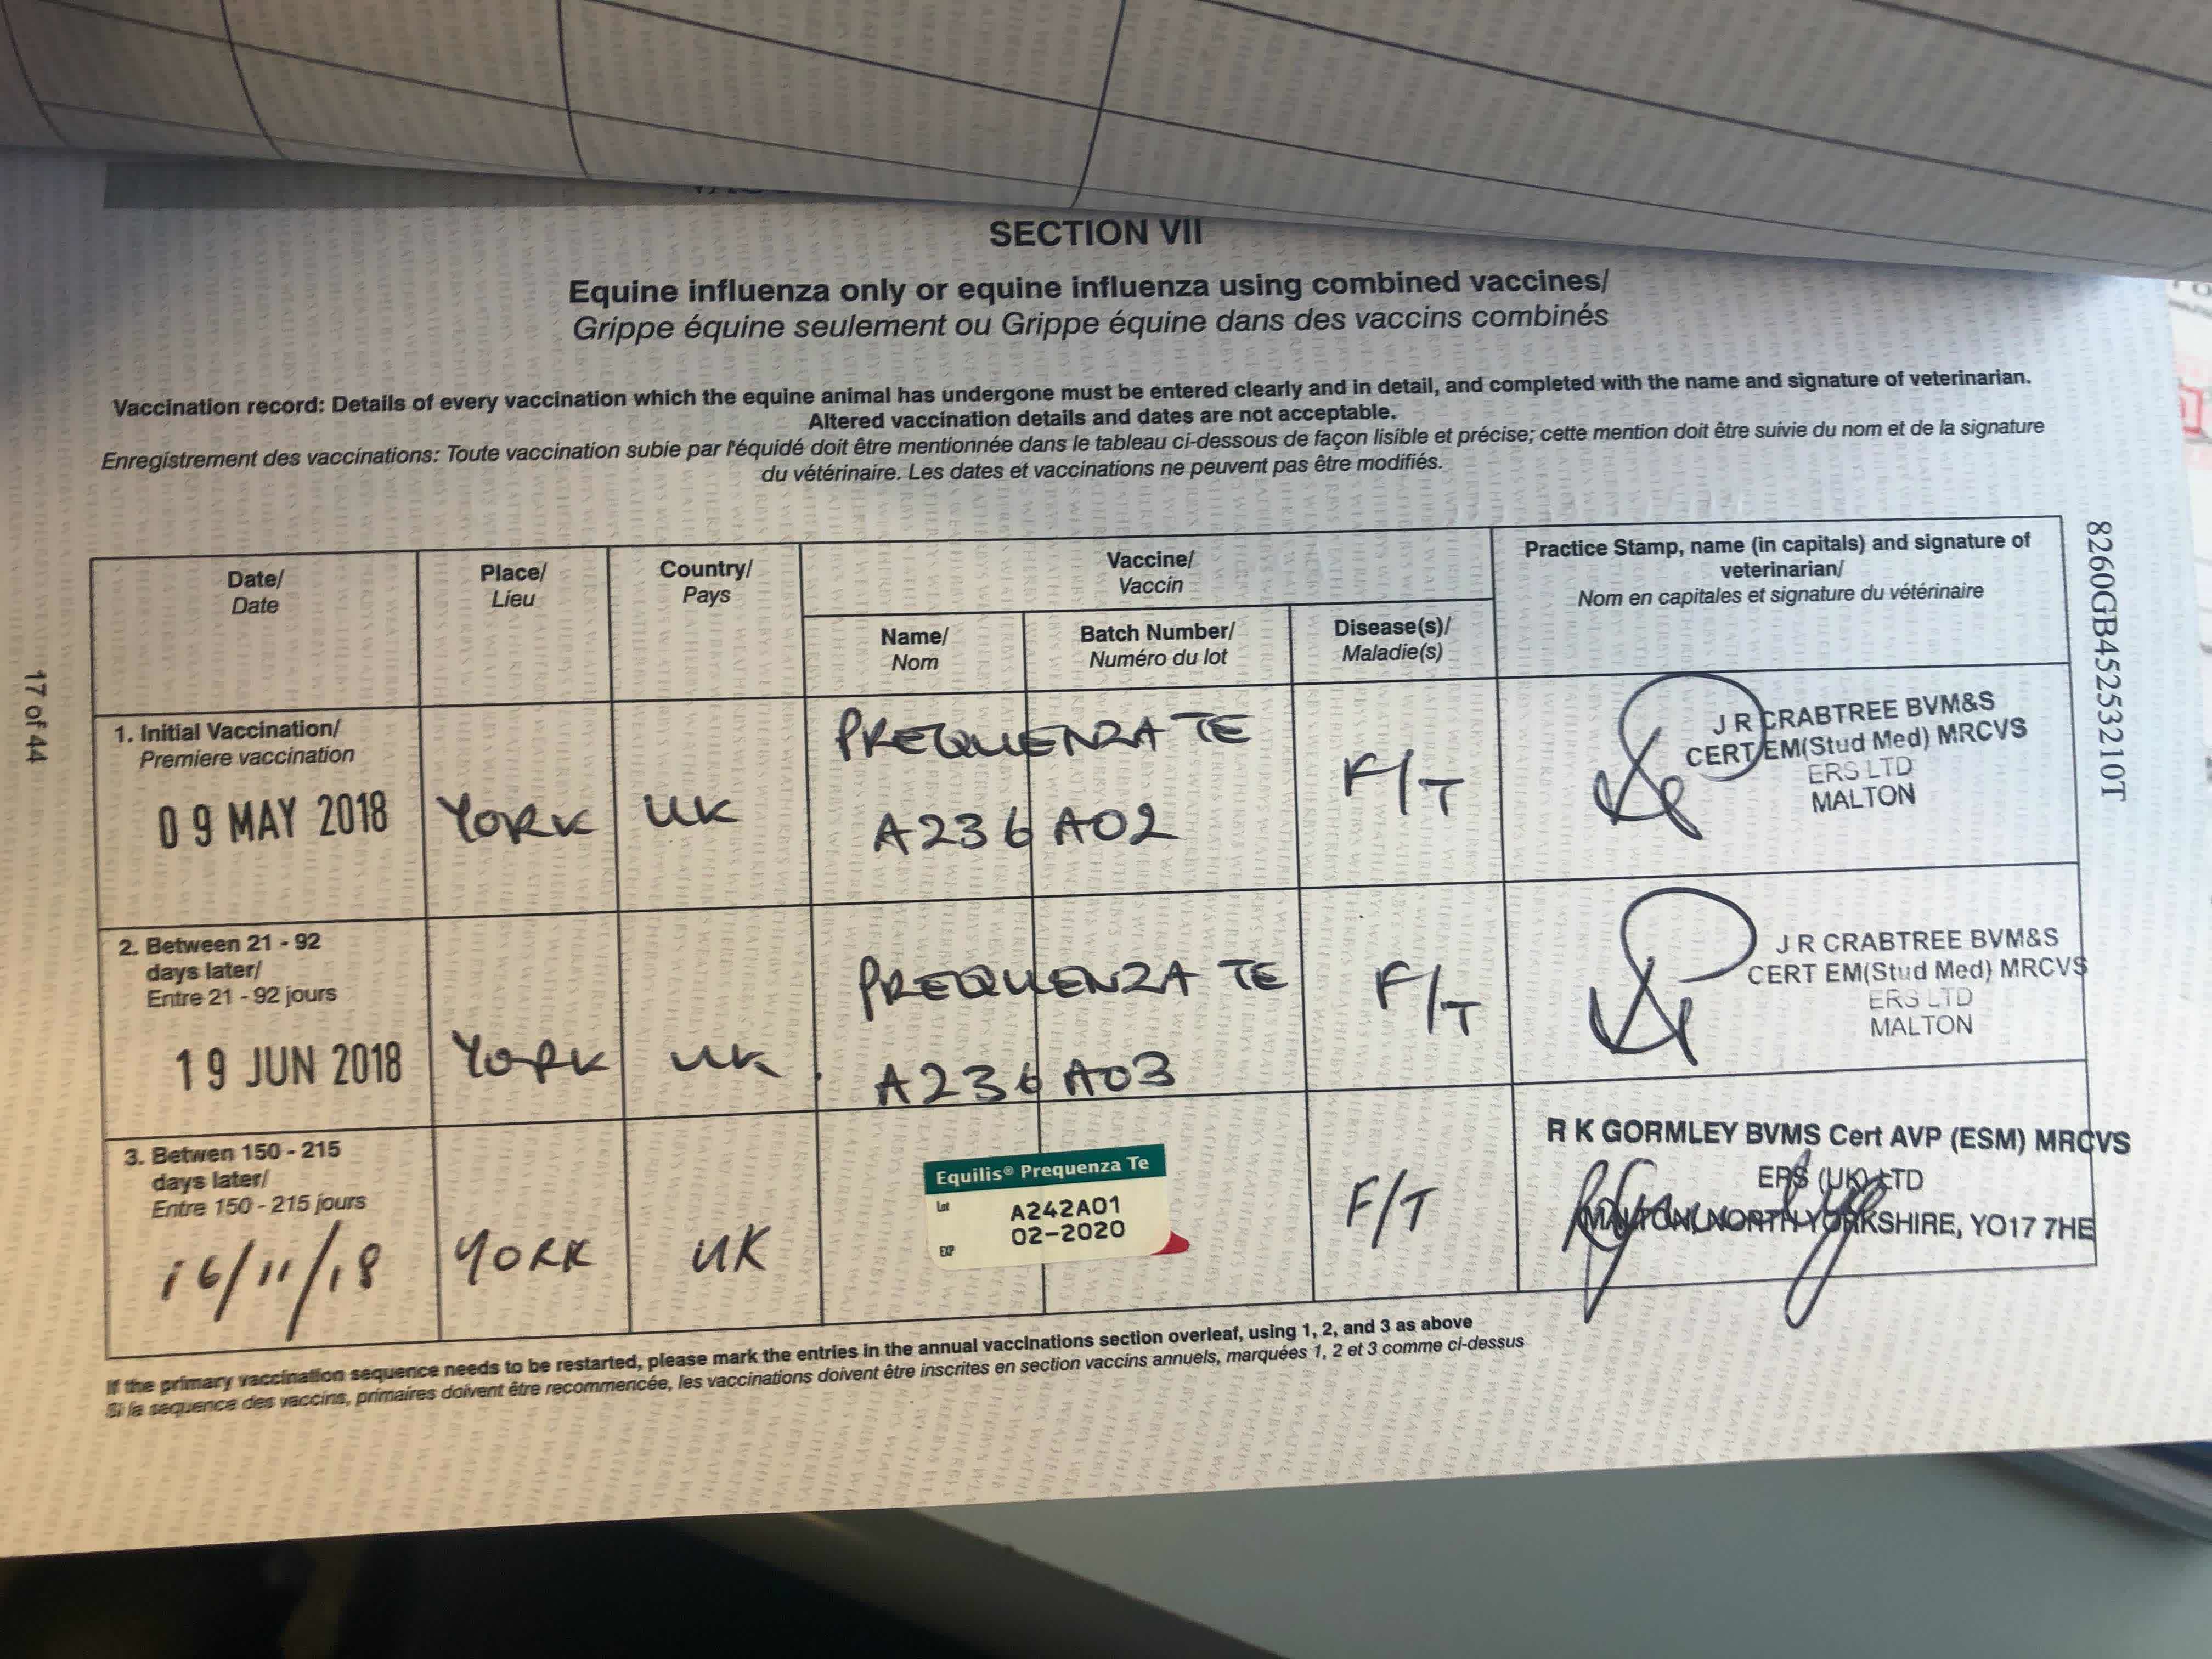 SECTION VII
Equine influenza only or equine influenza using combined vaccines/
Grippe équine seulement ou Grippe équine dans des vaccins combinés
Vaccination record: Details of every vaccination which the equine animal has undergone must be entered clearly and in detail, and completed with the name and signature of veterinarian.
Altered vaccination details and dates are not acceptable.
Enregistrement des vaccinations: Toute vaccination subie par l'équidé doit être mentionnée dans le tableau ci-dessous de façon lisible et précise; cette mention doit être suivie du nom et de la signature
du vétérinaire. Les dates et vaccinations ne peuvent pas être modifiés.
Date/
Date
Place/
Lieu
Country/
Pays
Vaccine/
Vaccin
Name/
Nom
Batch Number/
Numéro du lot
Disease(s)/
Maladie(s)
Practice Stamp, name (in capitals) and signature of
veterinarian/
Nom en capitales et signature du vétérinaire
1. Initial Vaccination/
Premiere vaccination
09 MAY 2018
YORK
UK
PREQUENZA TE
A236 A02
F/T
J R CRABTREE BVM&S
CERT EM(Stud Med) MRCVS
ERS LTD
MALTON
2. Between 21 - 92
days later/
Entre 21 - 92 jours
19 JUN 2018
YORK
UK
PREQUENZA TE
A236 A03
F/T
J R CRABTREE BVM&S
CERT EM(Stud Med) MRCVS
ERS LTD
MALTON
3. Betwen 150 - 215
days later/
Entre 150 - 215 jours
16/11/18
YORK
UK
Equilis® Prequenza Te
Lot A242A01
EXP 02-2020
F/T
R K GORMLEY BVMS Cert AVP (ESM) MRCVS
ERS (UK) LTD
MALTON, NORTH YORKSHIRE, YO17 7HE
If the primary vaccination sequence needs to be restarted, please mark the entries in the annual vaccinations section overleaf, using 1, 2, and 3 as above
Si la sequence des vaccins, primaires doivent être recommencée, les vaccinations doivent être inscrites en section vaccins annuels, marquées 1, 2 et 3 comme ci-dessus
17 of 44
8260GB45253210T